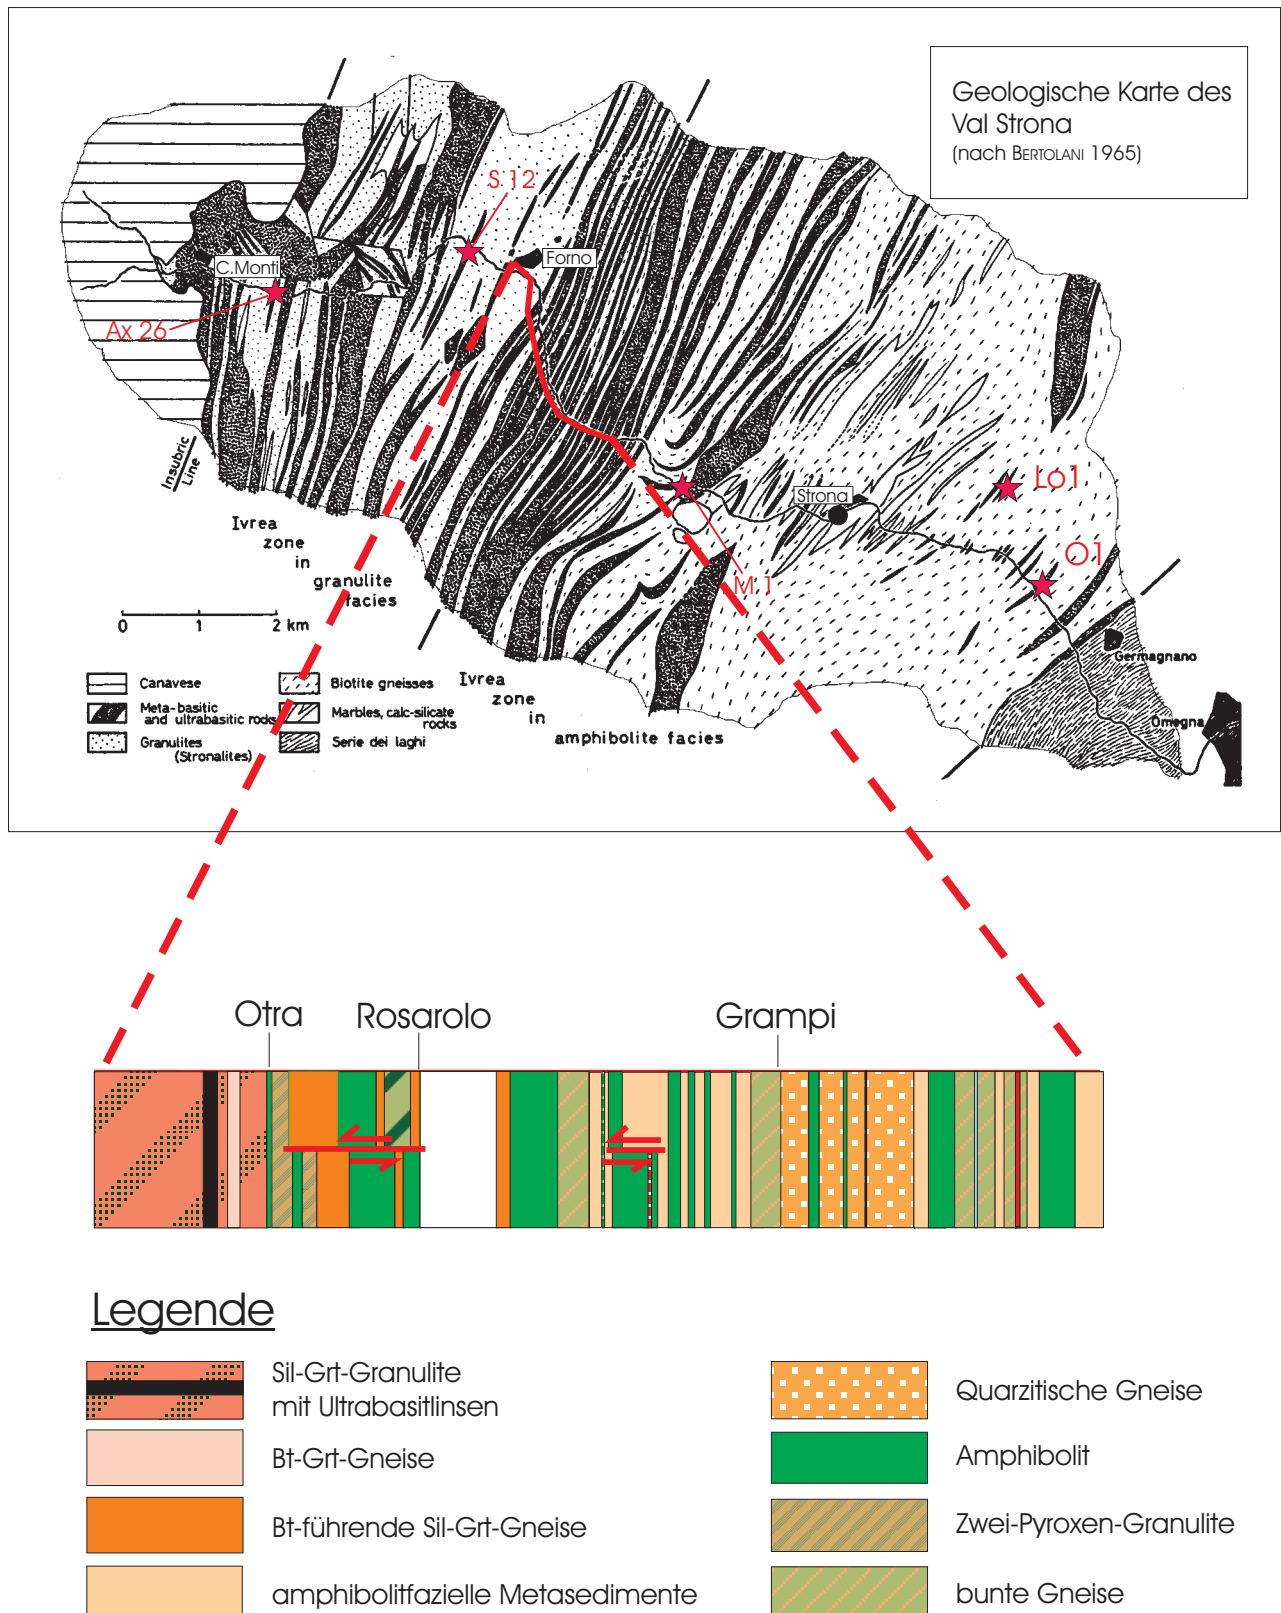 Geologische Karte des
Val Strona
(nach BERTOLANI 1965)
S 12
Forno
C.Monti
Ax 26
Insubric
Line
Strona
Lo1
O1
M 1
Ivrea
zone
in
granulite
facies
0 1 2 km
Germagnano
Omegna
Ivrea
zone
in
amphibolite facies
Canavese
Meta-basitic
and ultrabasitic rocks
Granulites
(Stronalites)
Biotite gneisses
Marbles, calc-silicate
rocks
Serie dei laghi
Otra
Rosarolo
Grampi
Legende
Sil-Grt-Granulite
mit Ultrabasitlinsen
Bt-Grt-Gneise
Bt-führende Sil-Grt-Gneise
amphibolitfazielle Metasedimente
Quarzitische Gneise
Amphibolit
Zwei-Pyroxen-Granulite
bunte Gneise